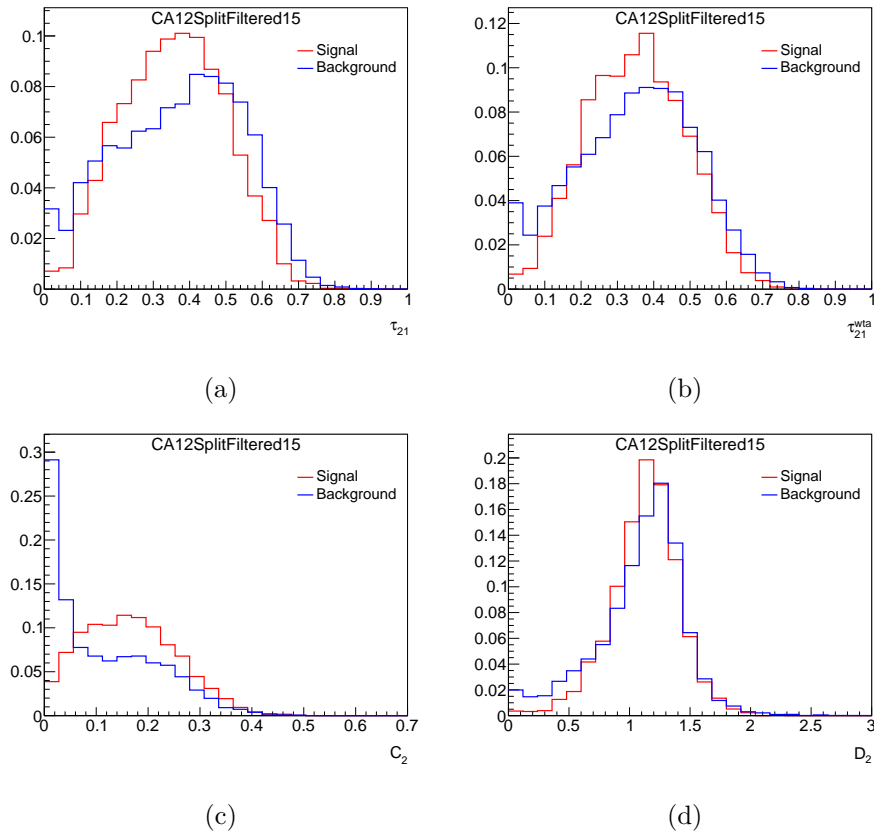 CA12SplitFiltered15
Signal
Background
0.1
0.08
0.06
0.04
0.02
0
0 0.1 0.2 0.3 0.4 0.5 0.6 0.7 0.8 0.9 1
τ21
(a)
CA12SplitFiltered15
Signal
Background
0.12
0.1
0.08
0.06
0.04
0.02
0
0 0.1 0.2 0.3 0.4 0.5 0.6 0.7 0.8 0.9 1
τ21^wta
(b)
CA12SplitFiltered15
Signal
Background
0.3
0.25
0.2
0.15
0.1
0.05
0
0 0.1 0.2 0.3 0.4 0.5 0.6 0.7
C2
(c)
CA12SplitFiltered15
Signal
Background
0.2
0.18
0.16
0.14
0.12
0.1
0.08
0.06
0.04
0.02
0
0 0.5 1 1.5 2 2.5 3
D2
(d)